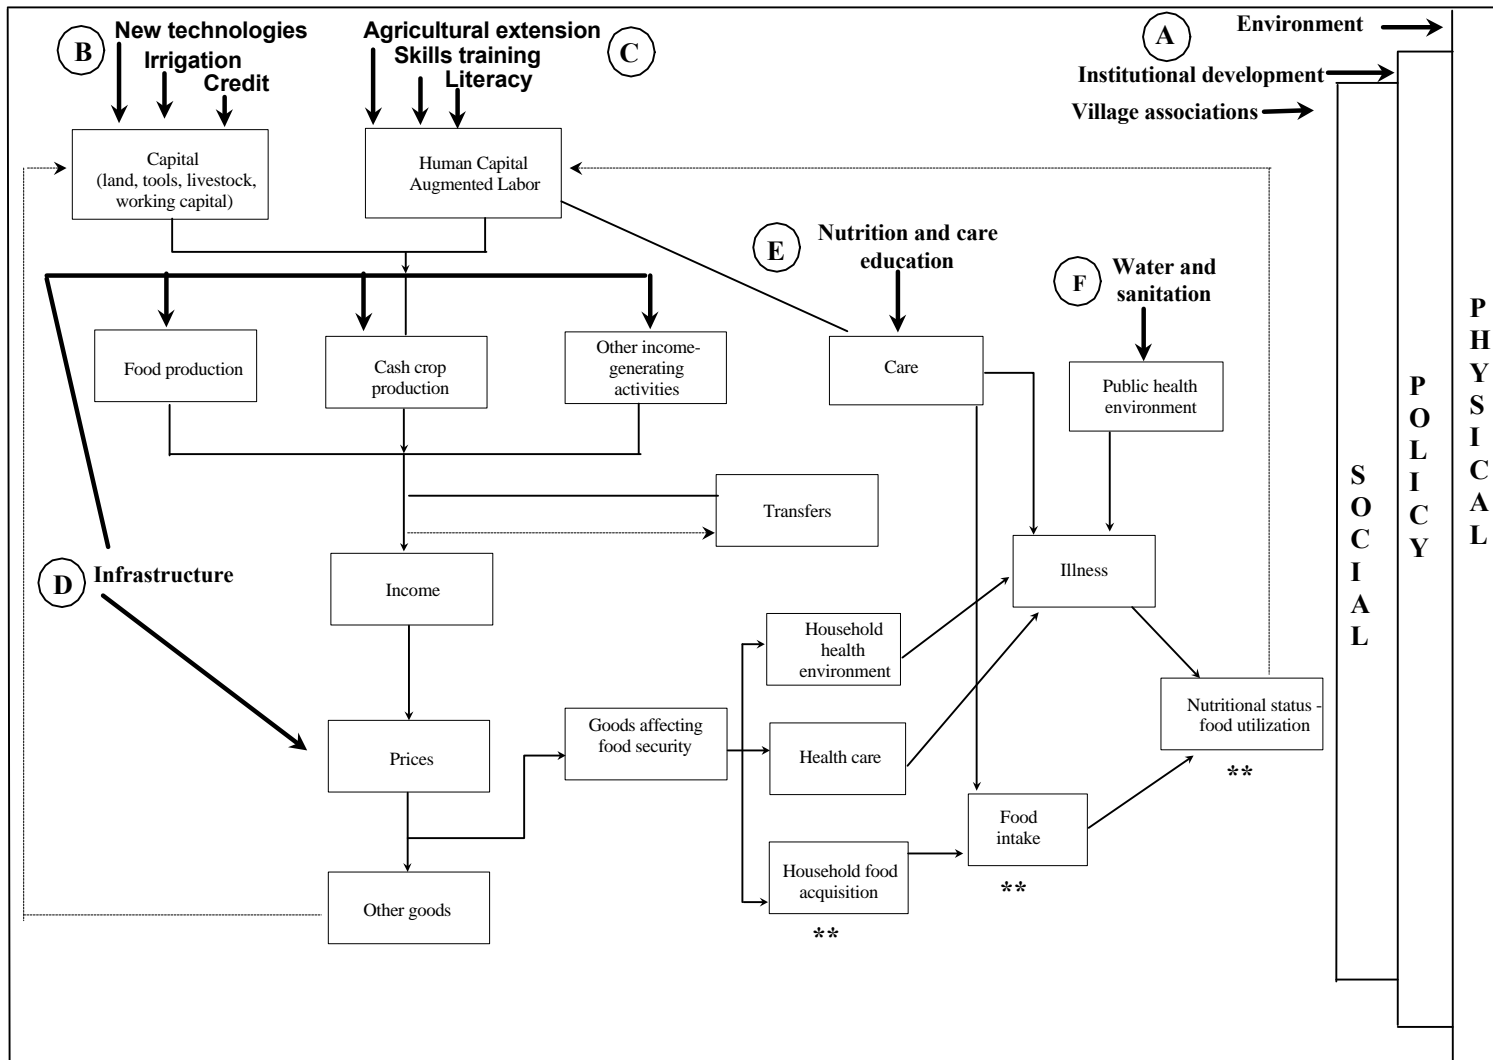 B
New technologies
Irrigation
Credit
Agricultural extension
Skills training
Literacy
C
A
Environment
Institutional development
Village associations
Capital
(land, tools, livestock,
working capital)
Human Capital
Augmented Labor
E
Nutrition and care
education
F
Water and
sanitation
Food production
Cash crop
production
Other income-
generating
activities
Care
Public health
environment
Transfers
D
Infrastructure
Income
Illness
Household
health
environment
Prices
Goods affecting
food security
Health care
Nutritional status -
food utilization
**
Food
intake
**
Household food
acquisition
**
Other goods
SOCIAL
POLICY
PHYSICAL